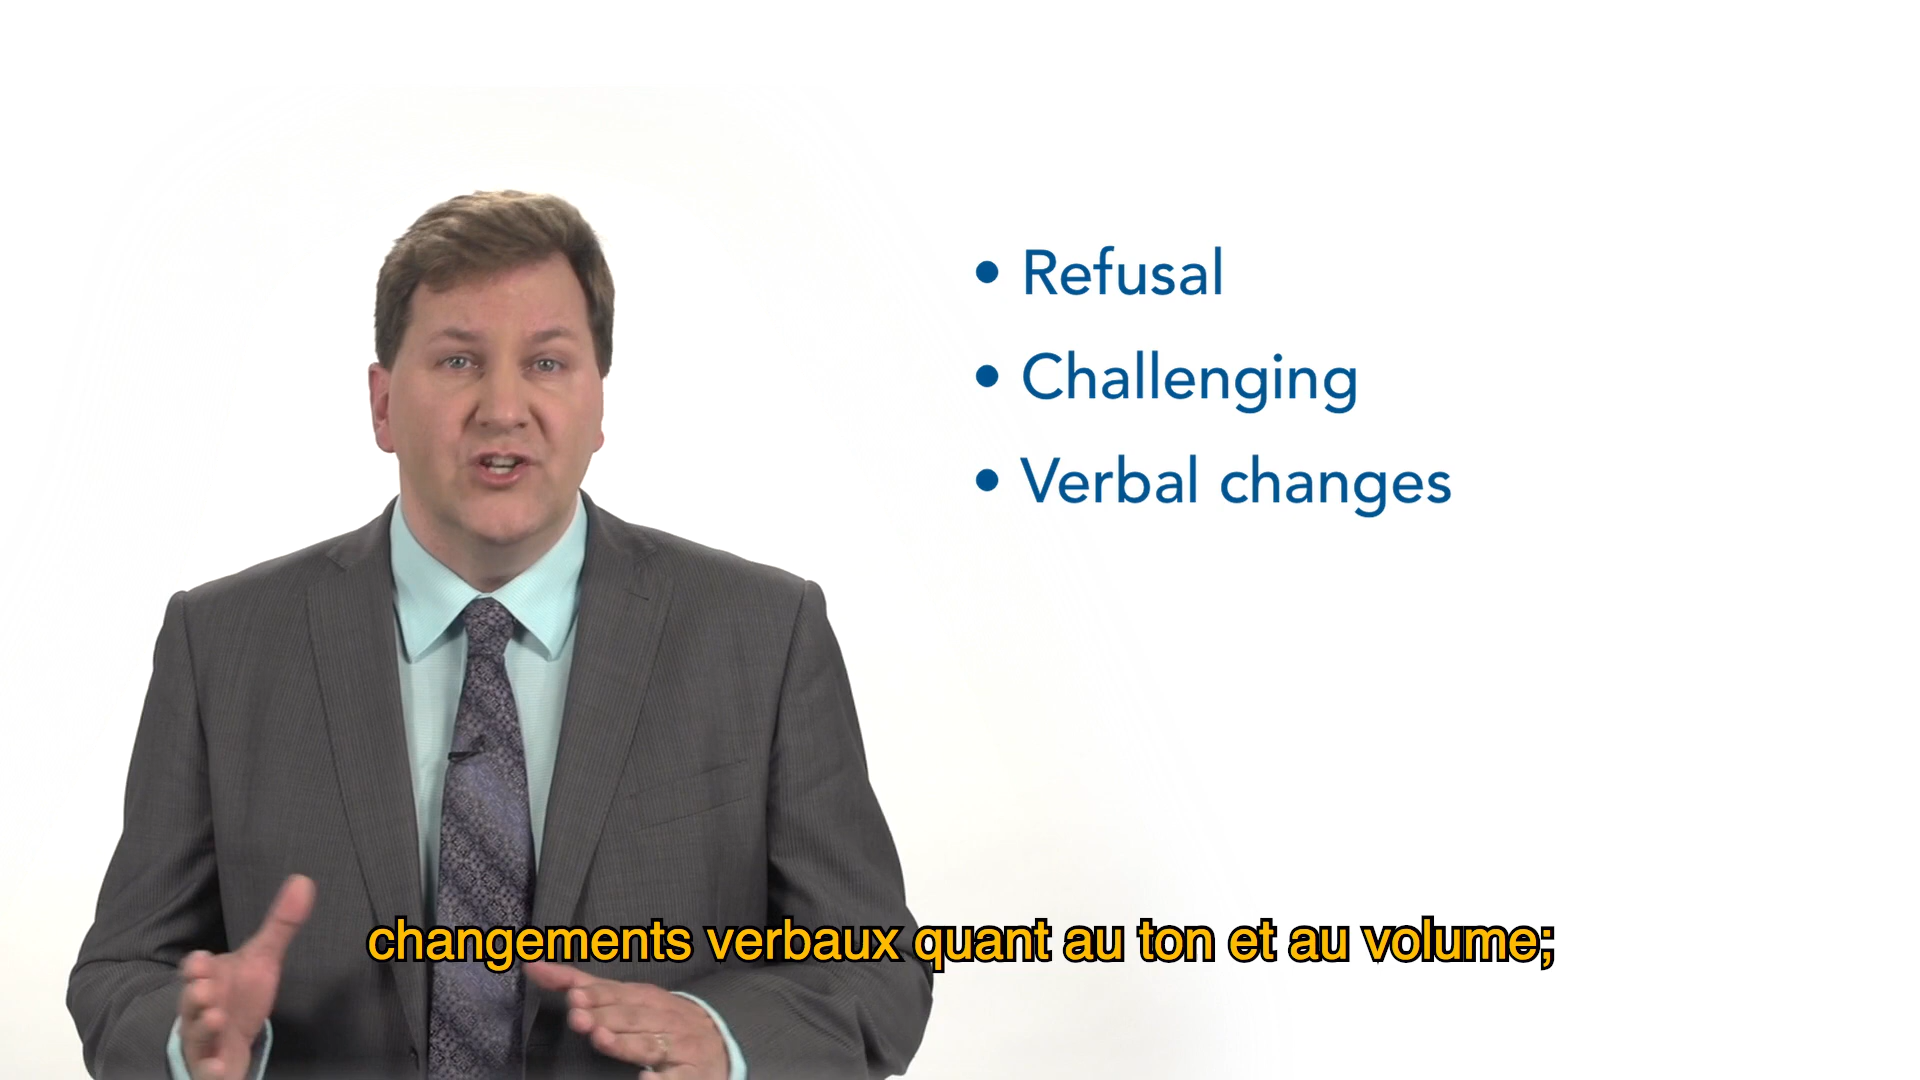 • Refusal
• Challenging
• Verbal changes
changements verbaux quant au ton et au volume;